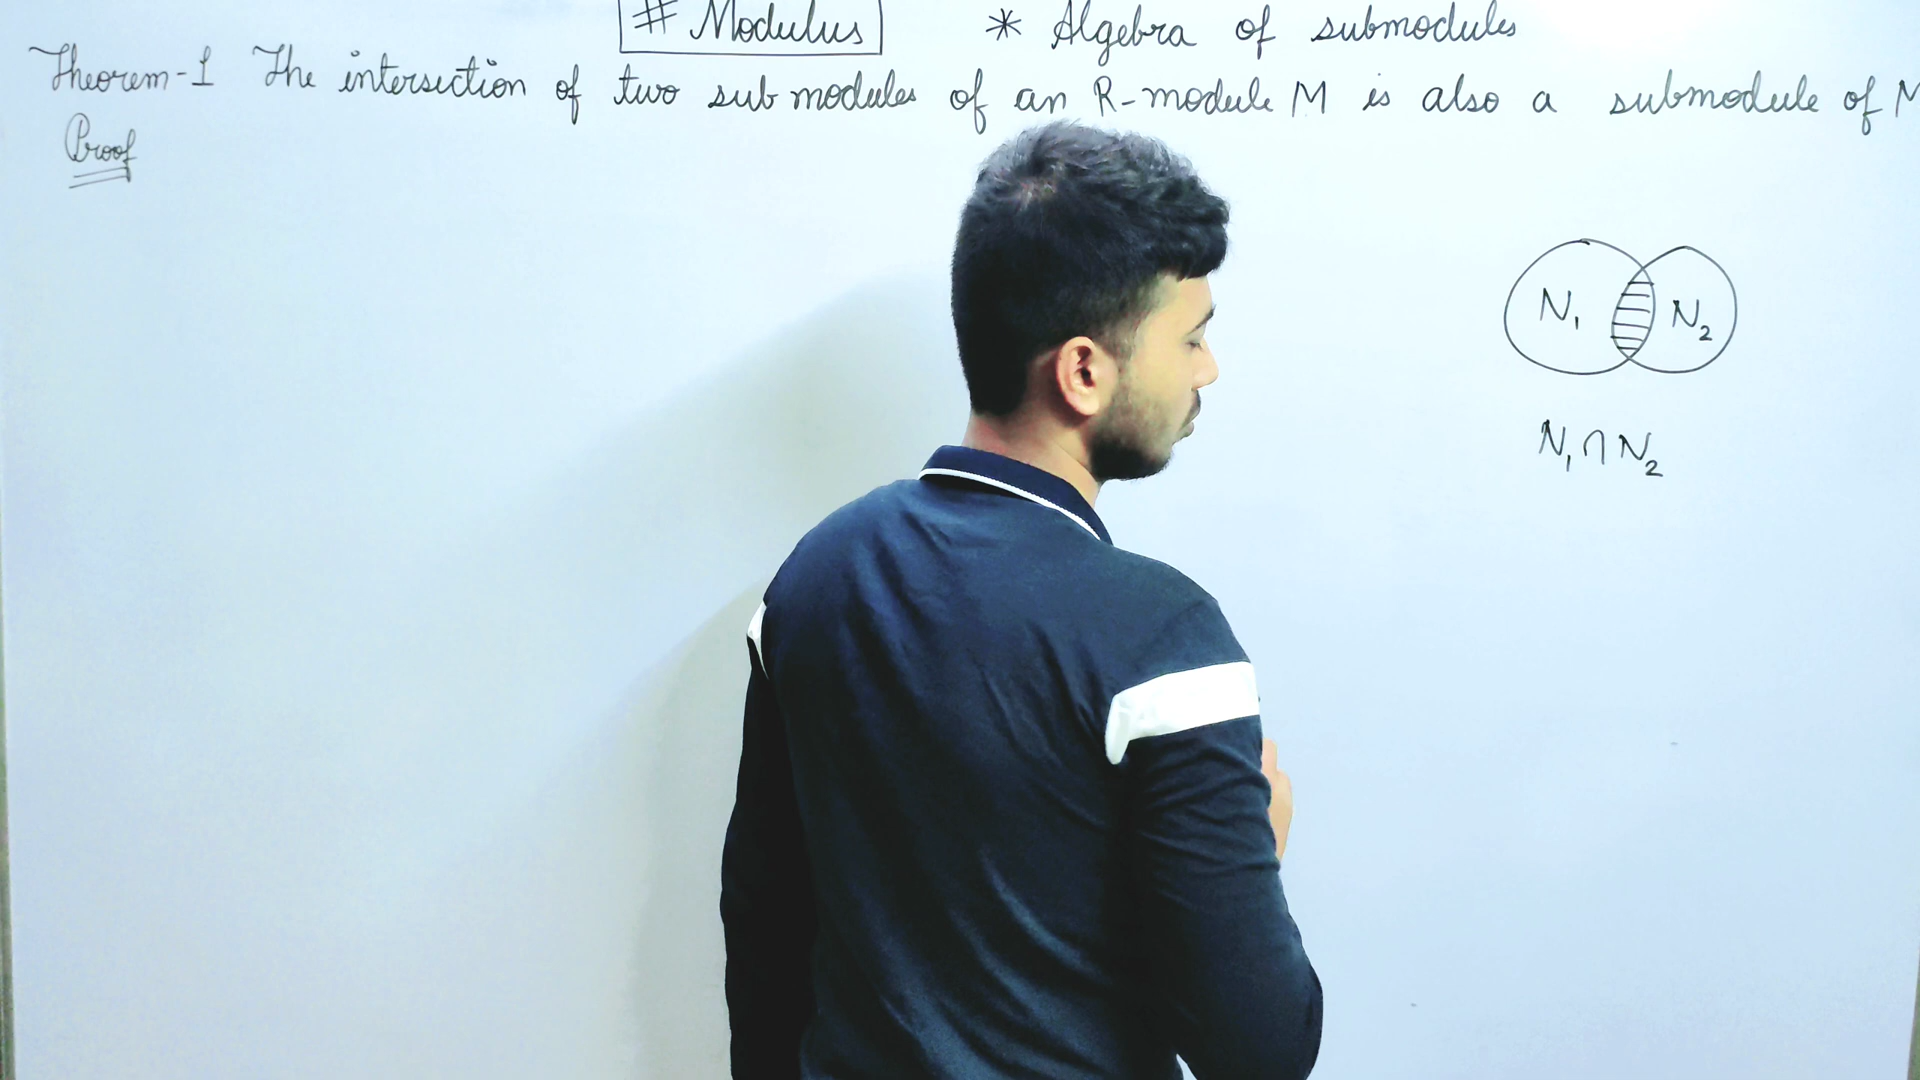 # Modulus * Algebra of submodules
Theorem-1 The intersection of two sub modules of an R-module M is also a submodule of M
Proof
N₁ N₂
N₁ ∩ N₂